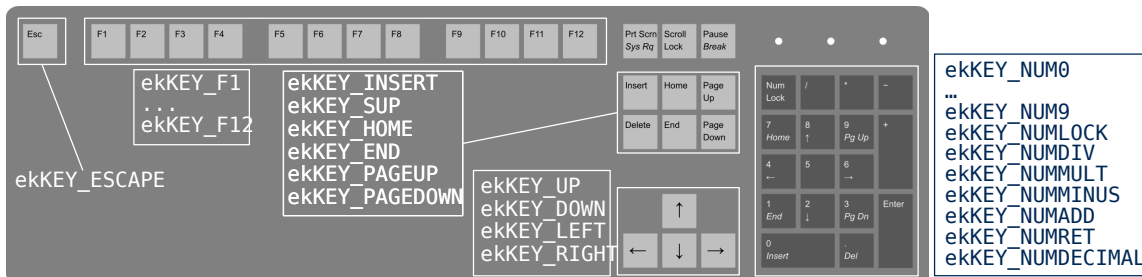 Esc F1 F2 F3 F4 F5 F6 F7 F8 F9 F10 F11 F12 Prt Scrn Scroll Pause
Sys Rq Lock Break
ekKEY_F1
...
ekKEY_F12
ekKEY_INSERT
ekKEY_SUP
ekKEY_HOME
ekKEY_END
ekKEY_PAGEUP
ekKEY_PAGEDOWN
ekKEY_ESCAPE
ekKEY_UP
ekKEY_DOWN
ekKEY_LEFT
ekKEY_RIGHT
Insert Home Page Up
Delete End Page Down
↑
← ↓ →
Num Lock / * −
7 Home 8 ↑ 9 Pg Up +
4 ← 5 6 →
1 End 2 ↓ 3 Pg Dn Enter
0 Insert . Del
ekKEY_NUM0
…
ekKEY_NUM9
ekKEY_NUMLOCK
ekKEY_NUMDIV
ekKEY_NUMMULT
ekKEY_NUMMINUS
ekKEY_NUMADD
ekKEY_NUMRET
ekKEY_NUMDECIMAL